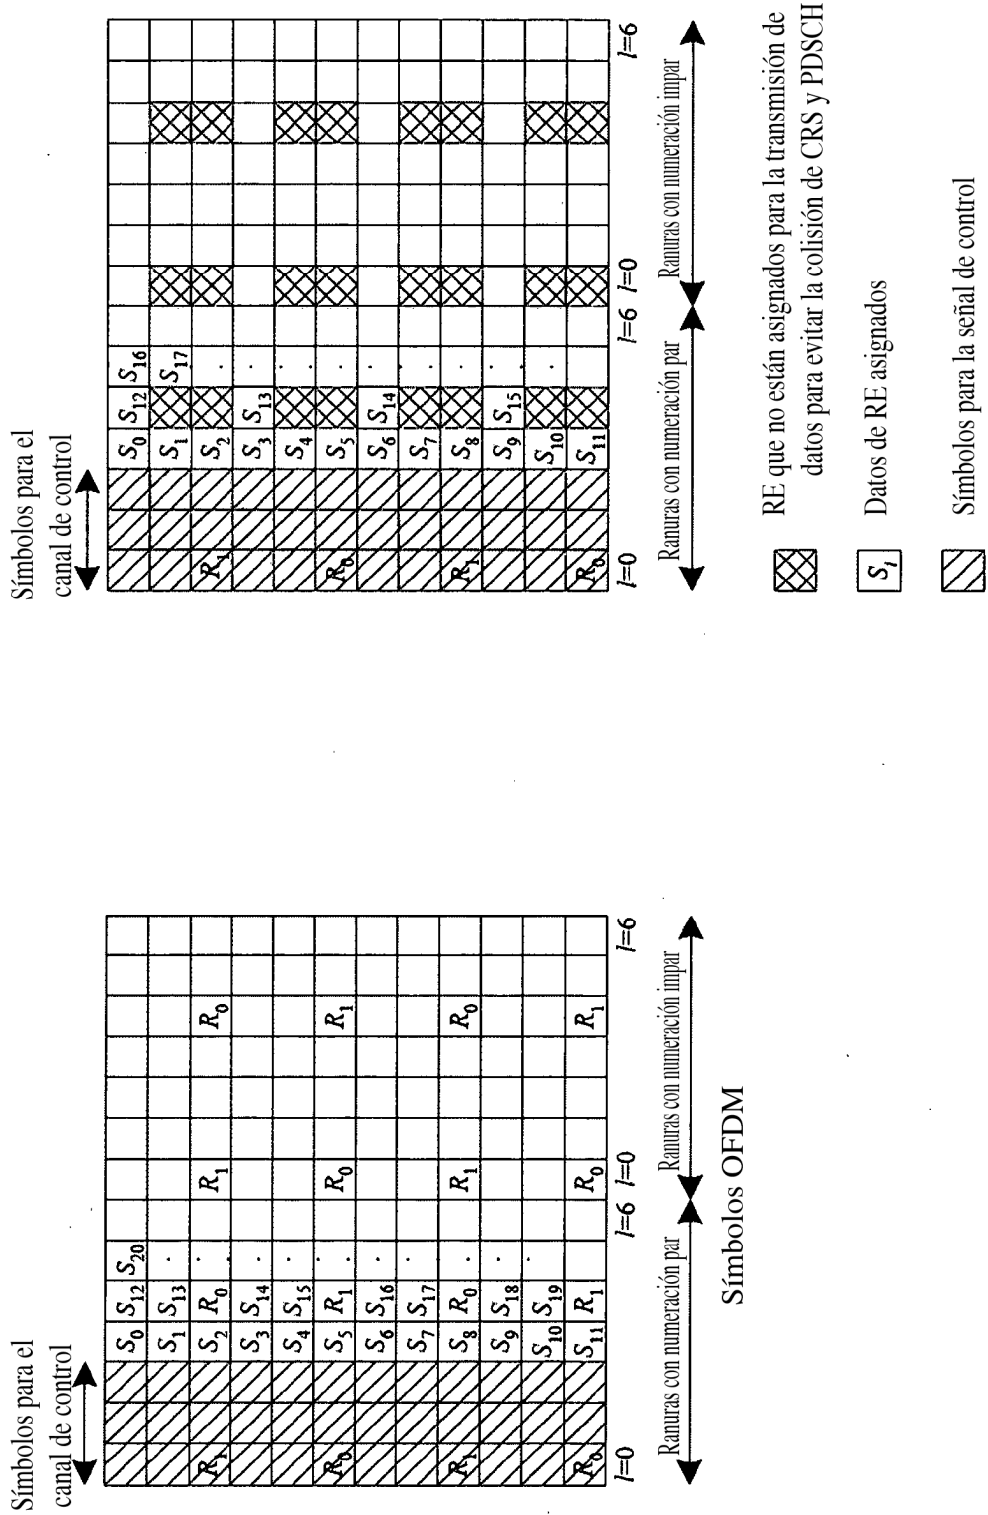 Símbolos para el
canal de control
S0 S12 S20
S1 S13 .
R1 S2 R0 . R1 R0
S3 S14 .
S4 S15 .
R0 S5 R1 . R0 R1
S6 S16 .
S7 S17 .
R1 S8 R0 . R1 R0
S9 S18 .
S10 S19
R0 S11 R1 R0 R1
l=0 l=6 l=0 l=6
Ranuras con numeración par Ranuras con numeración impar
Símbolos OFDM
Símbolos para el
canal de control
S0 S12 S16
S1 S17
R1 S2 .
S3 S13 .
S4 .
R0 S5 .
S6 S14 .
S7 .
R1 S8 .
S9 S15 .
S10 .
R0 S11
l=0 l=6 l=0 l=6
Ranuras con numeración par Ranuras con numeración impar
RE que no están asignados para la transmisión de
datos para evitar la colisión de CRS y PDSCH
Si Datos de RE asignados
Símbolos para la señal de control